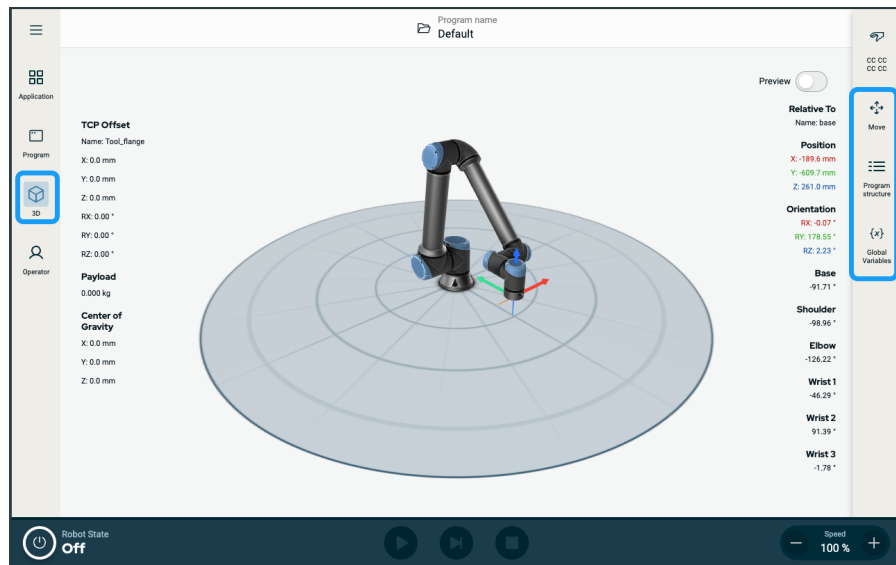 Program name
Default
Application
Program
3D
Operator
TCP Offset
Name: Tool_flange
X: 0.0 mm
Y: 0.0 mm
Z: 0.0 mm
RX: 0.00 °
RY: 0.00 °
RZ: 0.00 °
Payload
0.000 kg
Center of
Gravity
X: 0.0 mm
Y: 0.0 mm
Z: 0.0 mm
Preview
Relative To
Name: base
Position
X: -189.6 mm
Y: -609.7 mm
Z: 261.0 mm
Orientation
RX: -0.07 °
RY: 178.55 °
RZ: 2.23 °
Base
-91.71 °
Shoulder
-98.96 °
Elbow
-126.22 °
Wrist 1
-46.29 °
Wrist 2
91.39 °
Wrist 3
-1.78 °
CC CC
CC CC
Move
Program
structure
{x}
Global
Variables
Robot State
Off
Speed
− 100 % +